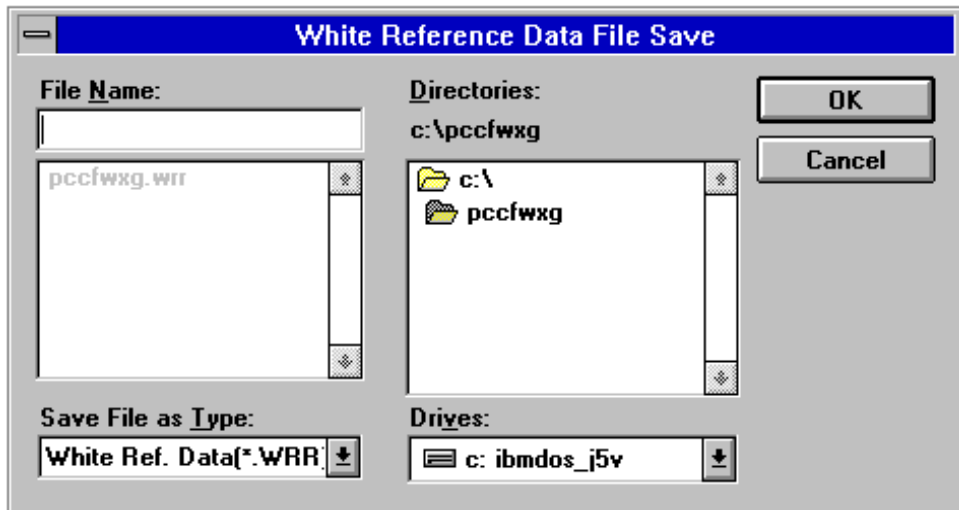 White Reference Data File Save
File Name:
pccfwxg.wrr
Save File as Type:
White Ref. Data(*.WRR)
Directories:
c:\pccfwxg
c:\
pccfwxg
Drives:
c: ibmdos_j5v
OK
Cancel